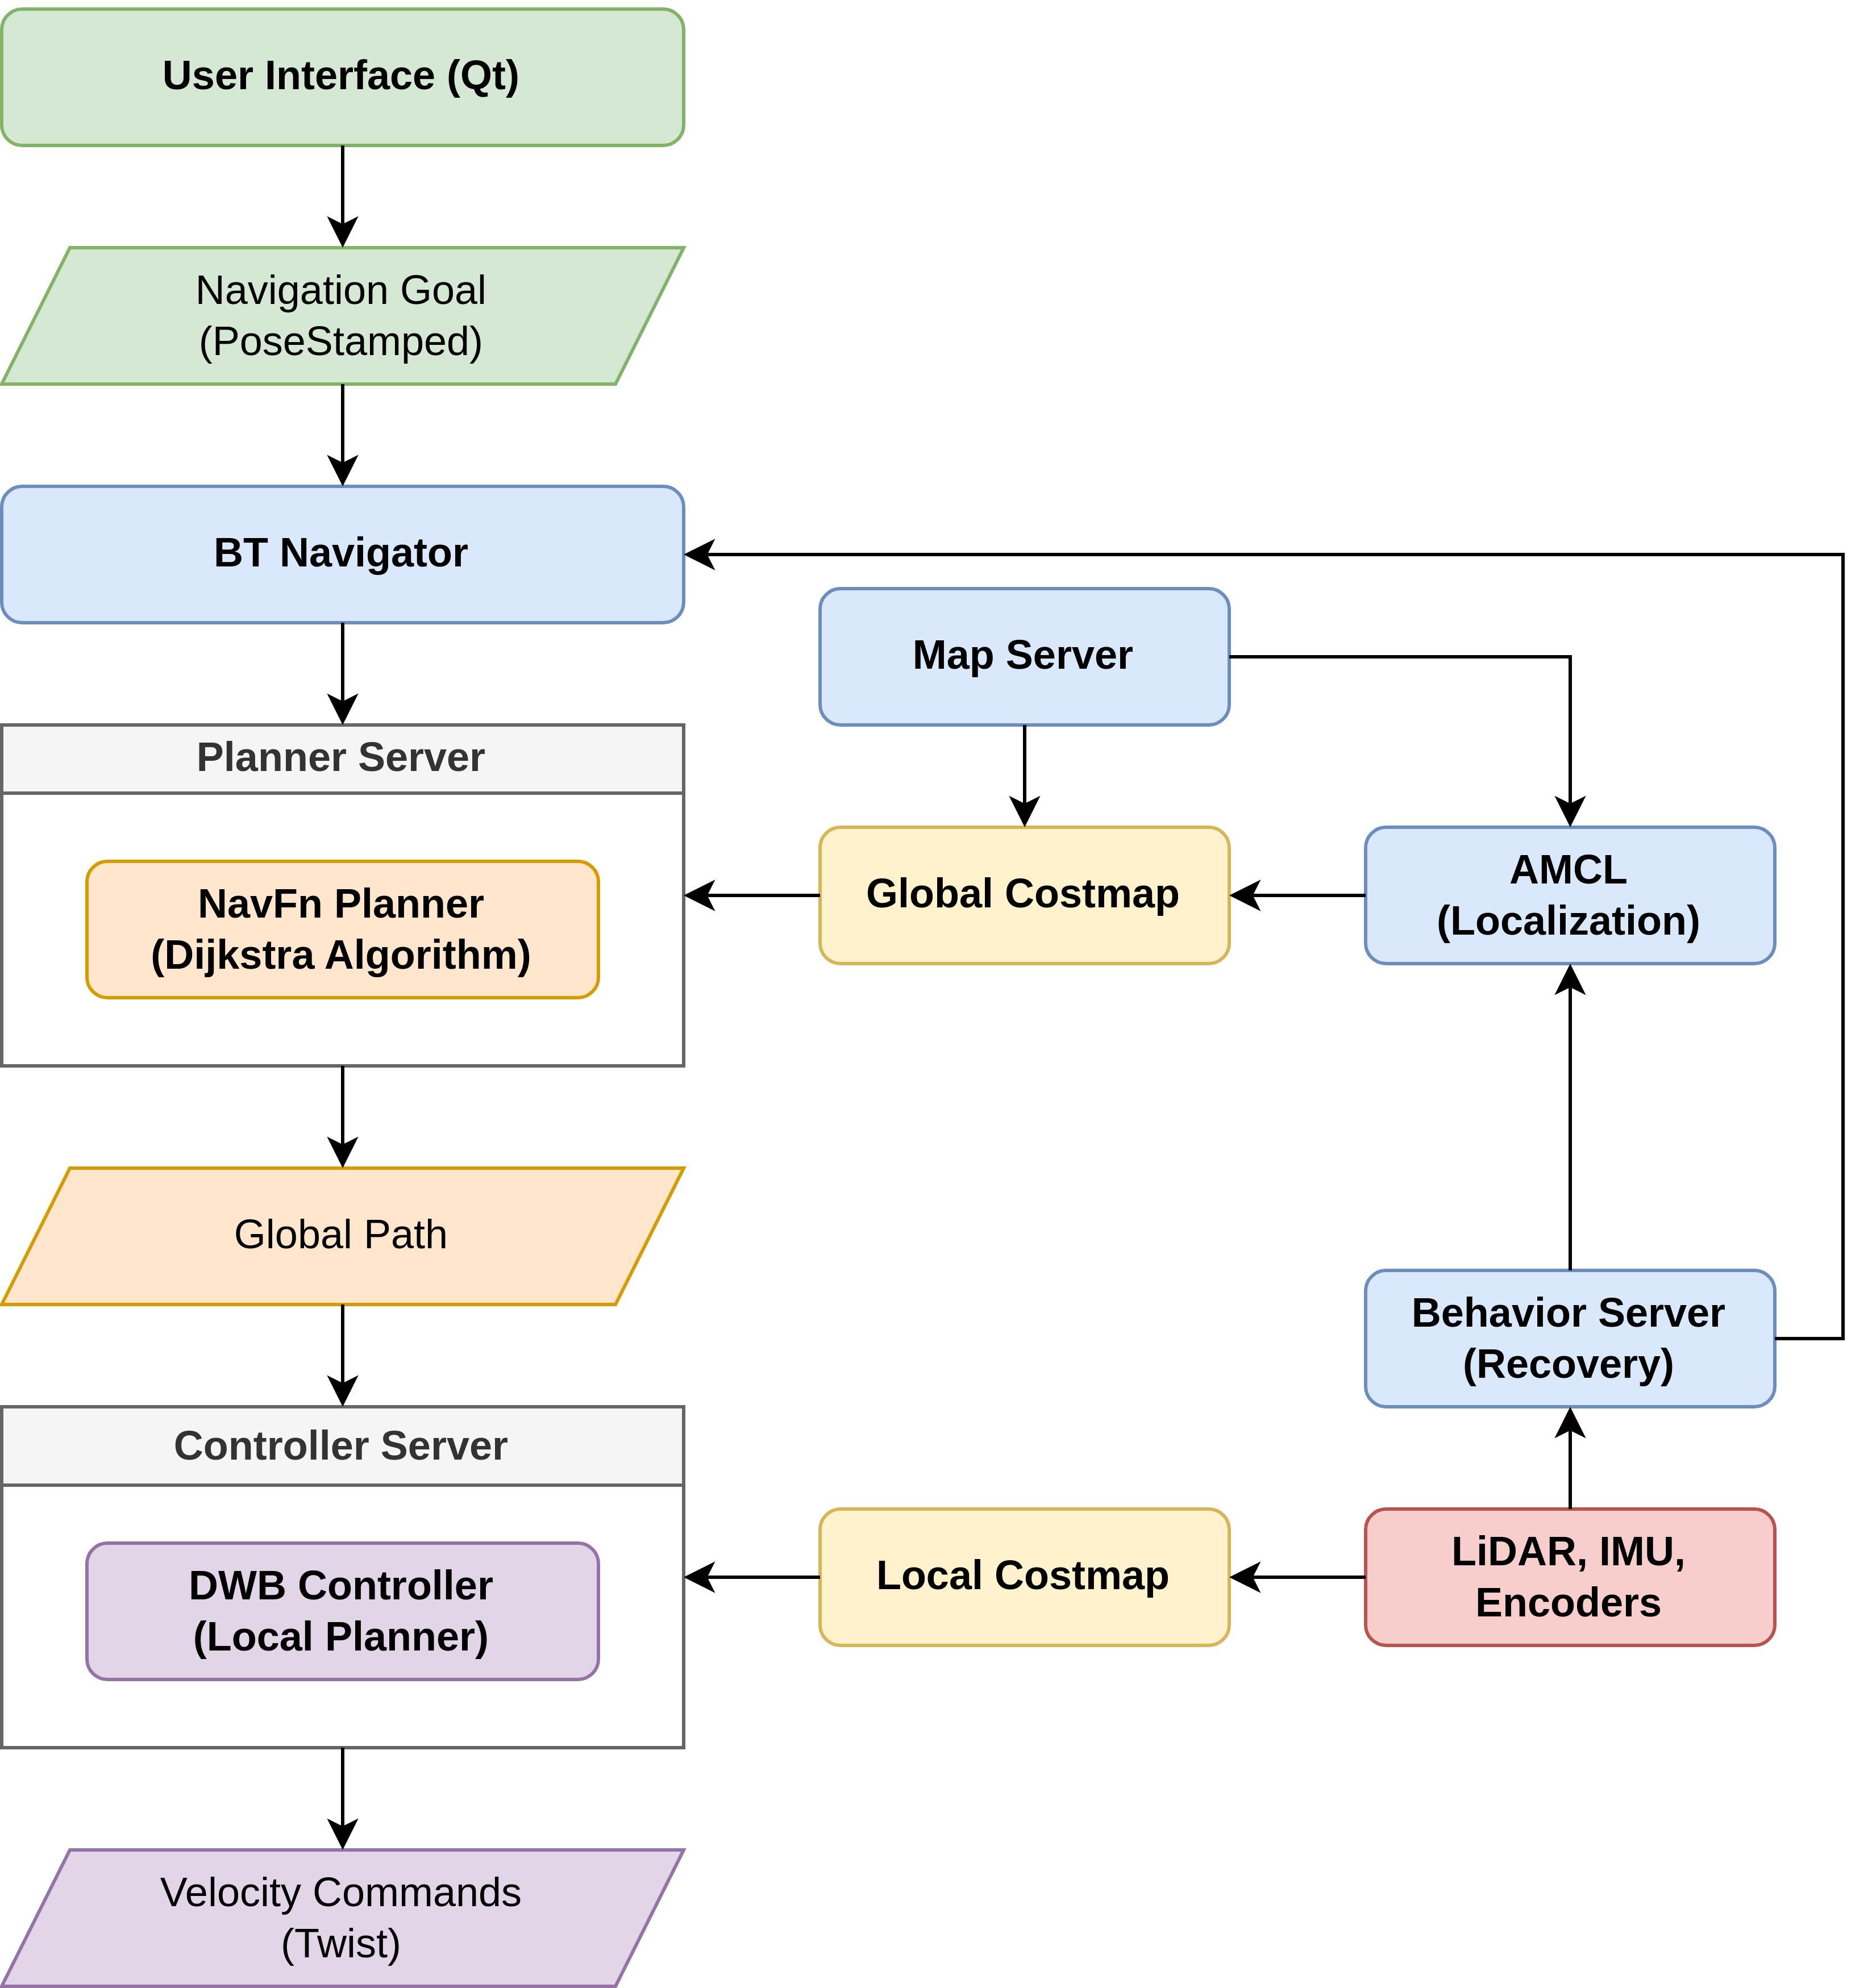 User Interface (Qt)
Navigation Goal
(PoseStamped)
BT Navigator
Map Server
Planner Server
NavFn Planner
(Dijkstra Algorithm)
Global Costmap
AMCL
(Localization)
Global Path
Behavior Server
(Recovery)
Controller Server
DWB Controller
(Local Planner)
Local Costmap
LiDAR, IMU,
Encoders
Velocity Commands
(Twist)